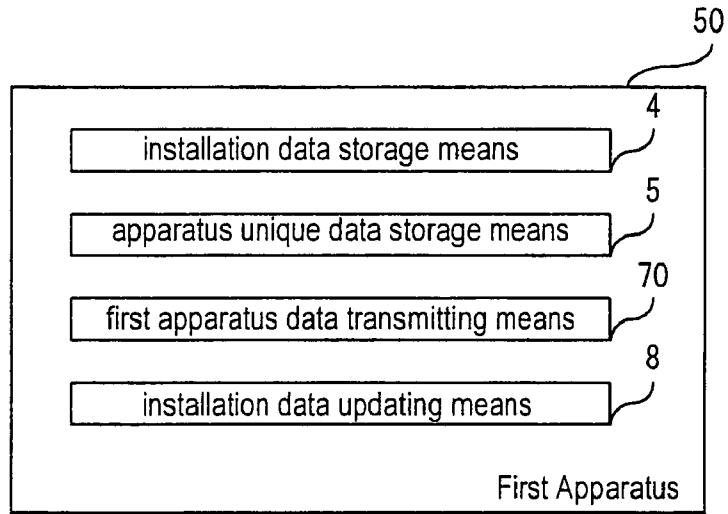 50
4
installation data storage means
5
apparatus unique data storage means
70
first apparatus data transmitting means
8
installation data updating means
First Apparatus